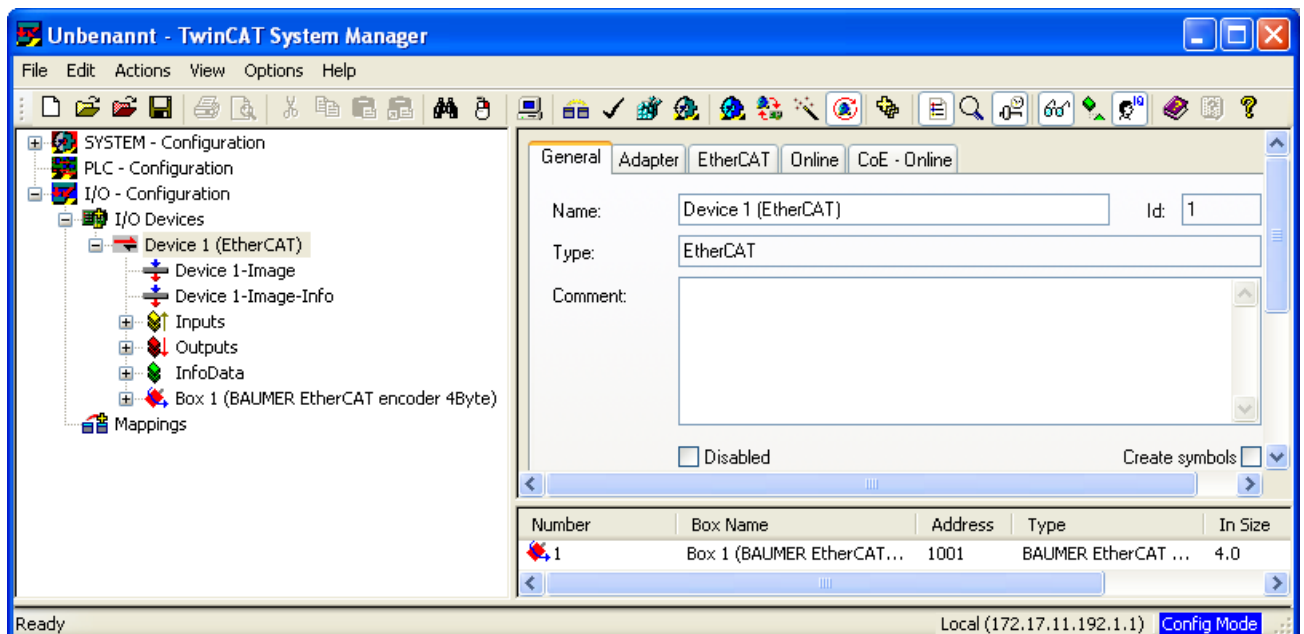 Unbenannt - TwinCAT System Manager
File Edit Actions View Options Help
SYSTEM - Configuration
PLC - Configuration
I/O - Configuration
I/O Devices
Device 1 (EtherCAT)
Device 1-Image
Device 1-Image-Info
Inputs
Outputs
InfoData
Box 1 (BAUMER EtherCAT encoder 4Byte)
Mappings
General Adapter EtherCAT Online CoE - Online
Name: Device 1 (EtherCAT) Id: 1
Type: EtherCAT
Comment:
Disabled Create symbols
Number Box Name Address Type In Size
1 Box 1 (BAUMER EtherCAT... 1001 BAUMER EtherCAT ... 4.0
Ready Local (172.17.11.192.1.1) Config Mode